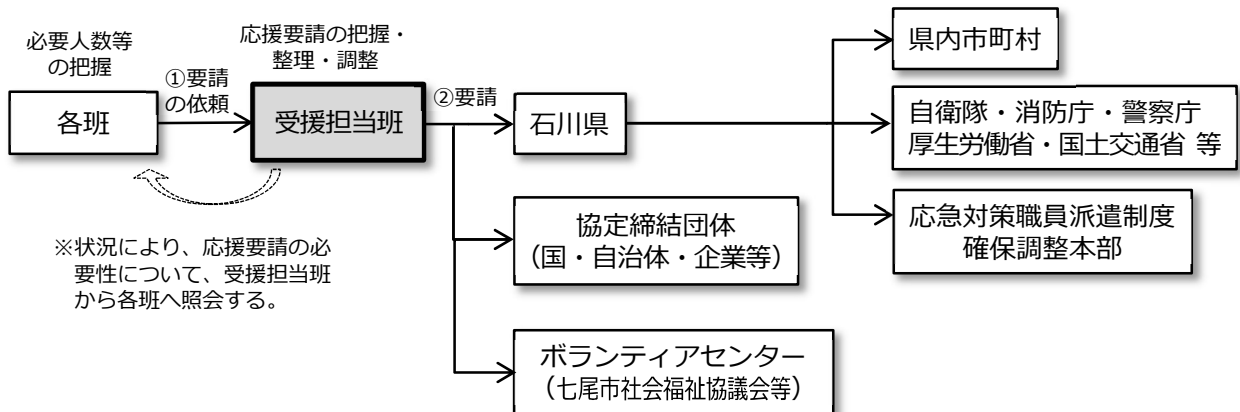 必要人数等
の把握
各班
①要請
の依頼
応援要請の把握・
整理・調整
受援担当班
②要請
石川県
県内市町村
自衛隊・消防庁・警察庁
厚生労働省・国土交通省 等
応急対策職員派遣制度
確保調整本部
協定締結団体
（国・自治体・企業等）
ボランティアセンター
（七尾市社会福祉協議会等）
※状況により、応援要請の必
要性について、受援担当班
から各班へ照会する。